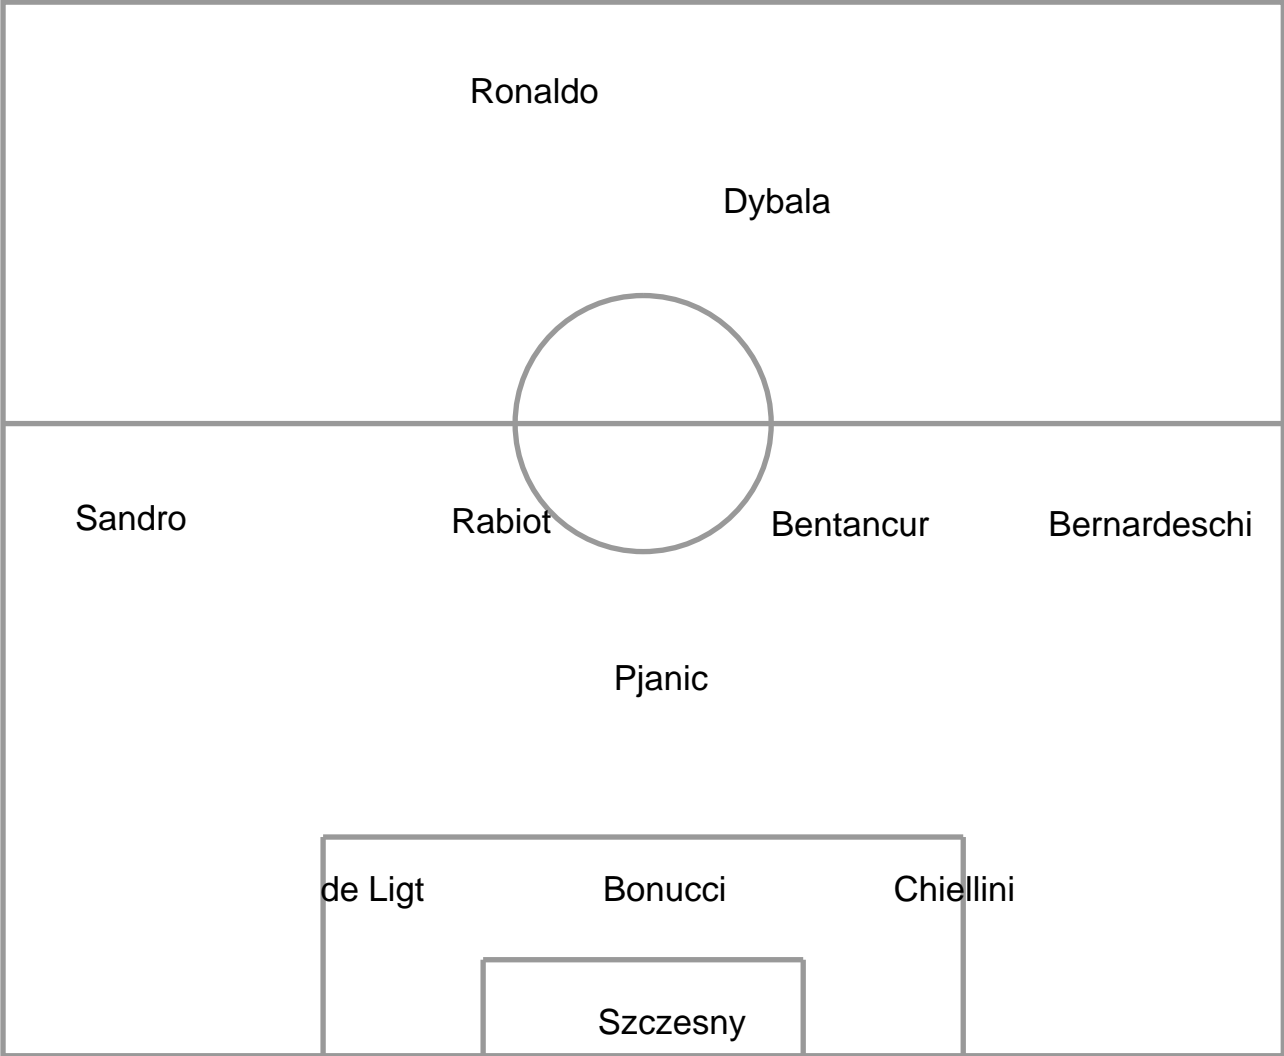 Ronaldo
Dybala
Sandro Rabiot Bentancur Bernardeschi
Pjanic
de Ligt Bonucci Chiellini
Szczesny